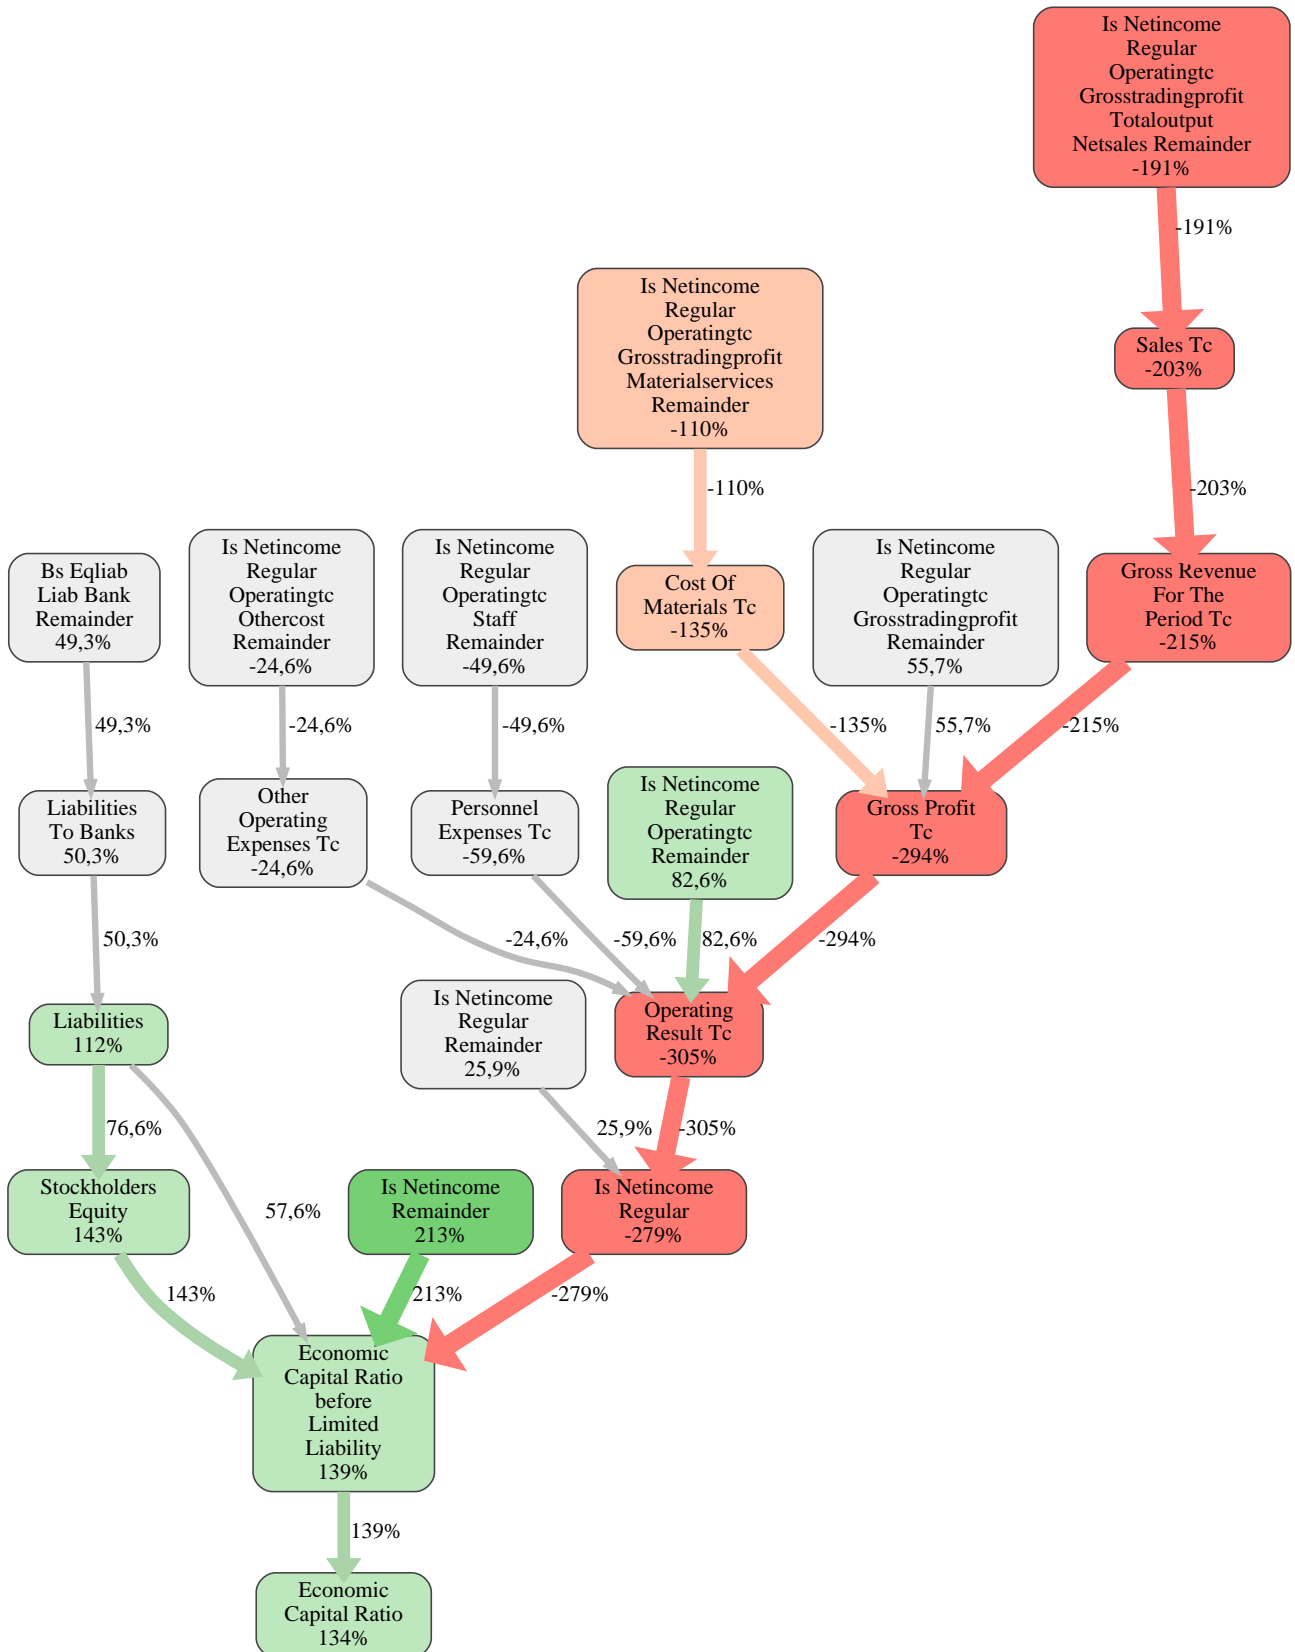 Is Netincome
Regular
Operatingtc
Grosstradingprofit
Totaloutput
Netsales Remainder
-191%
-191%
Is Netincome
Regular
Operatingtc
Grosstradingprofit
Materialservices
Remainder
-110%
Sales Tc
-203%
-110%
-203%
Bs Eqliab
Liab Bank
Remainder
49,3%
Is Netincome
Regular
Operatingtc
Othercost
Remainder
-24,6%
Is Netincome
Regular
Operatingtc
Staff
Remainder
-49,6%
Cost Of
Materials Tc
-135%
Is Netincome
Regular
Operatingtc
Grosstradingprofit
Remainder
55,7%
Gross Revenue
For The
Period Tc
-215%
49,3%
-24,6%
-49,6%
-135%
55,7%
-215%
Liabilities
To Banks
50,3%
Other
Operating
Expenses Tc
-24,6%
Personnel
Expenses Tc
-59,6%
Is Netincome
Regular
Operatingtc
Remainder
82,6%
Gross Profit
Tc
-294%
50,3%
-24,6%
-59,6%
82,6%
-294%
Liabilities
112%
Is Netincome
Regular
Remainder
25,9%
Operating
Result Tc
-305%
76,6%
25,9%
-305%
Stockholders
Equity
143%
57,6%
Is Netincome
Remainder
213%
Is Netincome
Regular
-279%
143%
213%
-279%
Economic
Capital Ratio
before
Limited
Liability
139%
139%
Economic
Capital Ratio
134%